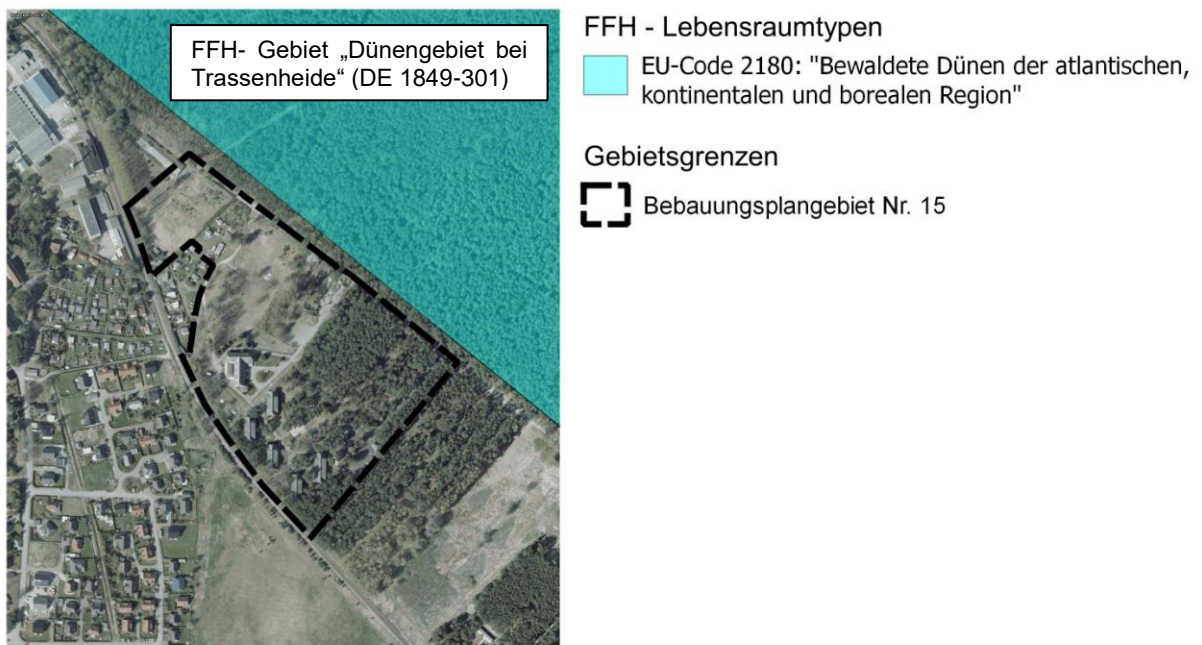 FFH- Gebiet „Dünengebiet bei
Trassenheide“ (DE 1849-301)
FFH - Lebensraumtypen
EU-Code 2180: "Bewaldete Dünen der atlantischen,
kontinentalen und borealen Region"
Gebietsgrenzen
Bebauungsplangebiet Nr. 15